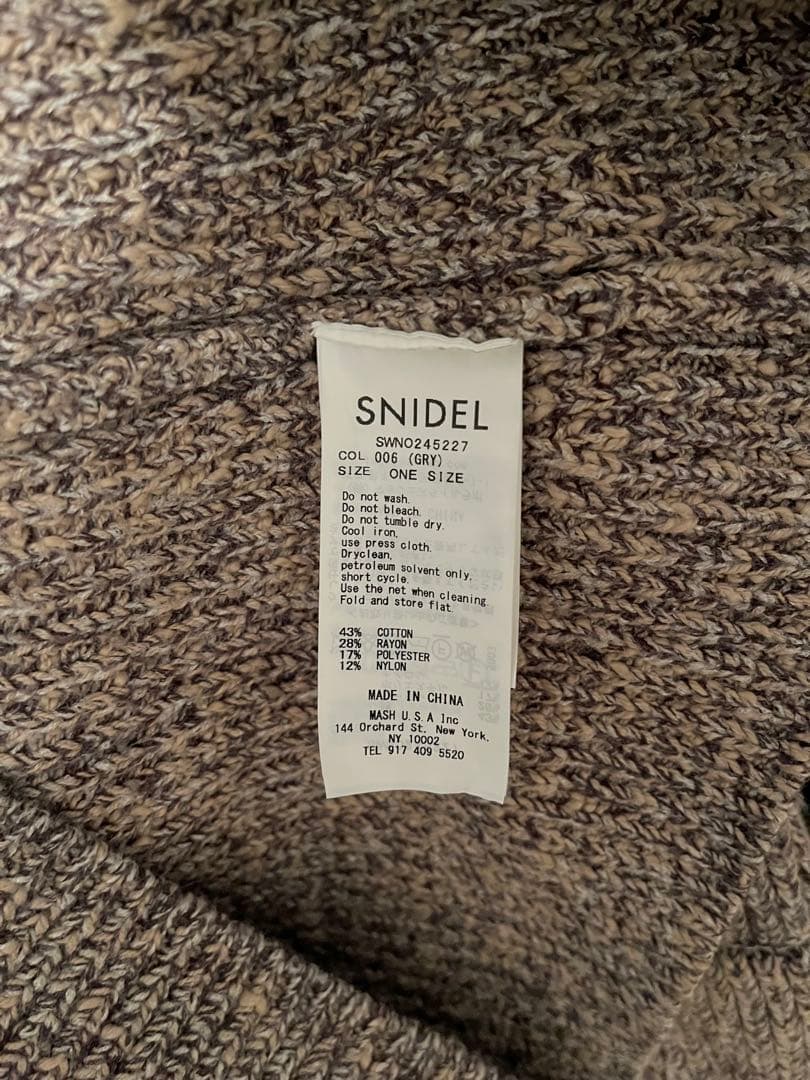 SNIDEL
SWNO245227
COL 006 (GRY)
SIZE ONE SIZE
Do not wash.
Do not bleach.
Do not tumble dry.
Cool iron,
use press cloth.
Dryclean,
petroleum solvent only,
short cycle.
Use the net when cleaning.
Fold and store flat.
43% COTTON
28% RAYON
17% POLYESTER
12% NYLON
MADE IN CHINA
MASH U.S.A Inc
144 Orchard St. New York,
NY 10002
TEL 917 409 5520